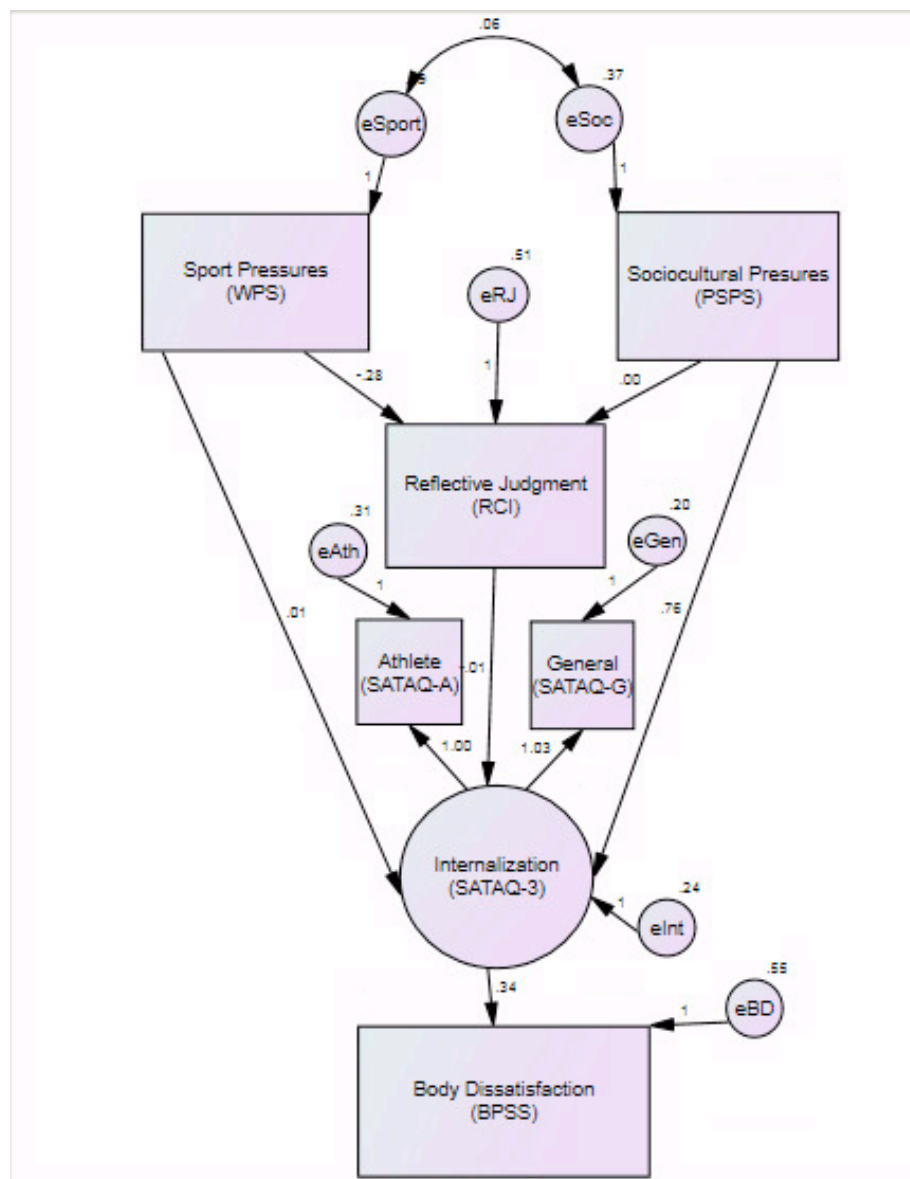 .06
.37
eSport
eSoc
1
1
Sport Pressures
(WPS)
.51
eRJ
Sociocultural Presures
(PSPS)
-.28
1
.00
Reflective Judgment
(RCI)
.31
eAth
.20
eGen
1
1
.01
.76
Athlete
(SATAQ-A)
-.01
General
(SATAQ-G)
1.00
1.03
Internalization
(SATAQ-3)
.24
1
eInt
.34
.55
eBD
1
Body Dissatisfaction
(BPSS)